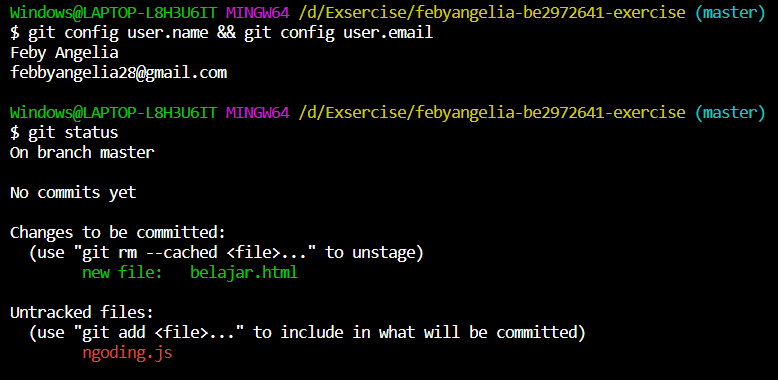 Windows@LAPTOP-L8H3U6IT MINGW64 /d/Exsercise/febyangelia-be2972641-exercise (master)
$ git config user.name && git config user.email
Feby Angelia
febbyangelia28@gmail.com
Windows@LAPTOP-L8H3U6IT MINGW64 /d/Exsercise/febyangelia-be2972641-exercise (master)
$ git status
On branch master
No commits yet
Changes to be committed:
(use "git rm --cached <file>..." to unstage)
new file:   belajar.html
Untracked files:
(use "git add <file>..." to include in what will be committed)
ngoding.js